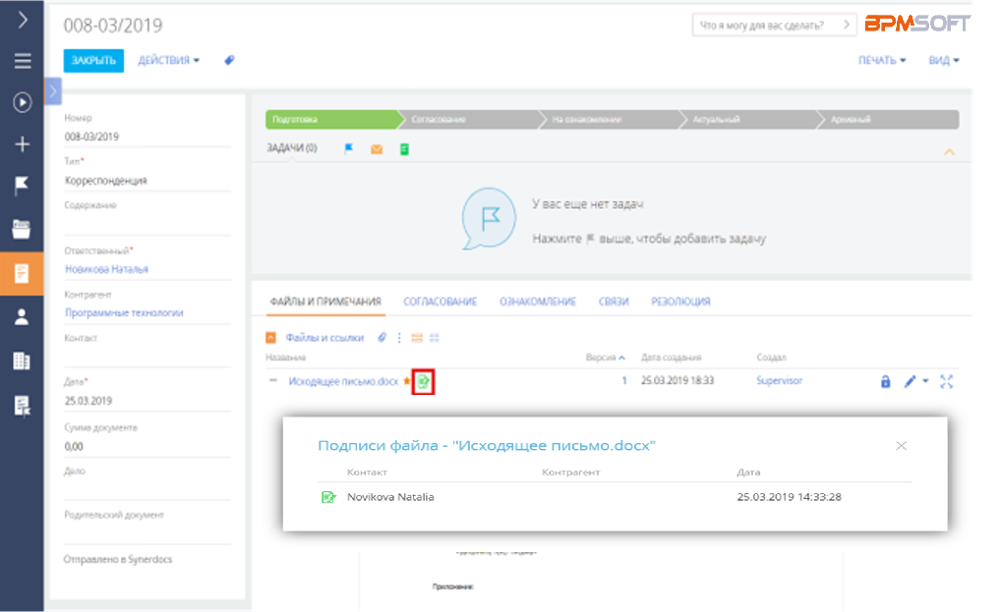 008-03/2019
Что я могу для вас сделать?
BPMSOFT
ЗАКРЫТЬ ДЕЙСТВИЯ
ПЕЧАТЬ ВИД
Номер
008-03/2019
Тип*
Корреспонденция
Содержание
Ответственный*
Новикова Наталья
Контрагент
Программные технологии
Контакт
Дата*
25.03.2019
Сумма документа
0,00
Дело
Родительский документ
Отправлено в Synerdocs
Подготовка Согласование На ознакомлении Актуальный Архивный
ЗАДАЧИ (0)
У вас еще нет задач
Нажмите выше, чтобы добавить задачу
ФАЙЛЫ И ПРИМЕЧАНИЯ СОГЛАСОВАНИЕ ОЗНАКОМЛЕНИЕ СВЯЗИ РЕЗОЛЮЦИЯ
Файлы и ссылки
Название Версия Дата создания Создал
Исходящее письмо.docx 1 25.03.2019 18:33 Supervisor
Подписи файла - "Исходящее письмо.docx"
Контакт Контрагент Дата
Novikova Natalia 25.03.2019 14:33:28
Приложение: